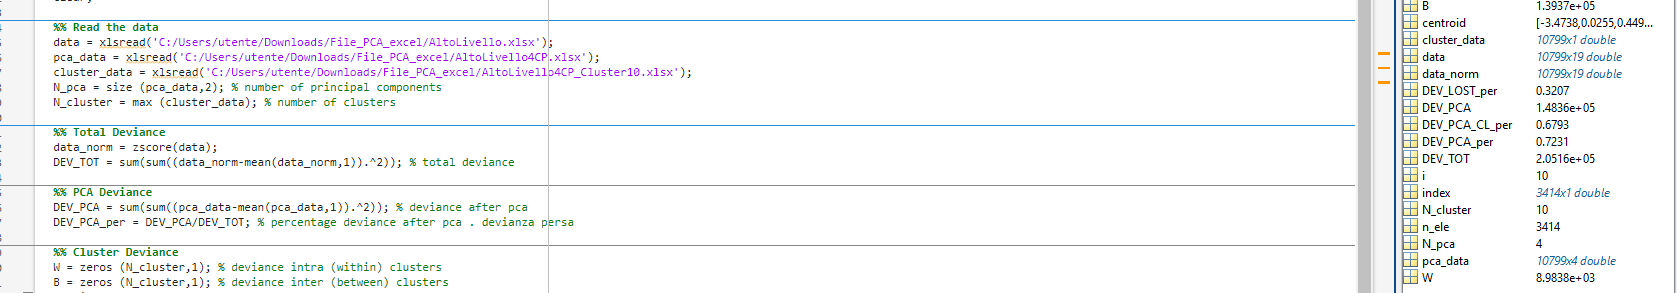 %% Read the data
data = xlsread('C:/Users/utente/Downloads/File_PCA_excel/AltoLivello.xlsx');
pca_data = xlsread('C:/Users/utente/Downloads/File_PCA_excel/AltoLivello4CP.xlsx');
cluster_data = xlsread('C:/Users/utente/Downloads/File_PCA_excel/AltoLivello4CP_Cluster10.xlsx');
N_pca = size (pca_data,2); % number of principal components
N_cluster = max (cluster_data); % number of clusters
%% Total Deviance
data_norm = zscore(data);
DEV_TOT = sum(sum((data_norm-mean(data_norm,1)).^2)); % total deviance
%% PCA Deviance
DEV_PCA = sum(sum((pca_data-mean(pca_data,1)).^2)); % deviance after pca
DEV_PCA_per = DEV_PCA/DEV_TOT; % percentage deviance after pca . devianza persa
%% Cluster Deviance
W = zeros (N_cluster,1); % deviance intra (within) clusters
B = zeros (N_cluster,1); % deviance inter (between) clusters
B 1.3937e+05
centroid [-3.4738,0.0255,0.449...
cluster_data 10799x1 double
data 10799x19 double
data_norm 10799x19 double
DEV_LOST_per 0.3207
DEV_PCA 1.4836e+05
DEV_PCA_CL_per 0.6793
DEV_PCA_per 0.7231
DEV_TOT 2.0516e+05
i 10
index 3414x1 double
N_cluster 10
n_ele 3414
N_pca 4
pca_data 10799x4 double
W 8.9838e+03